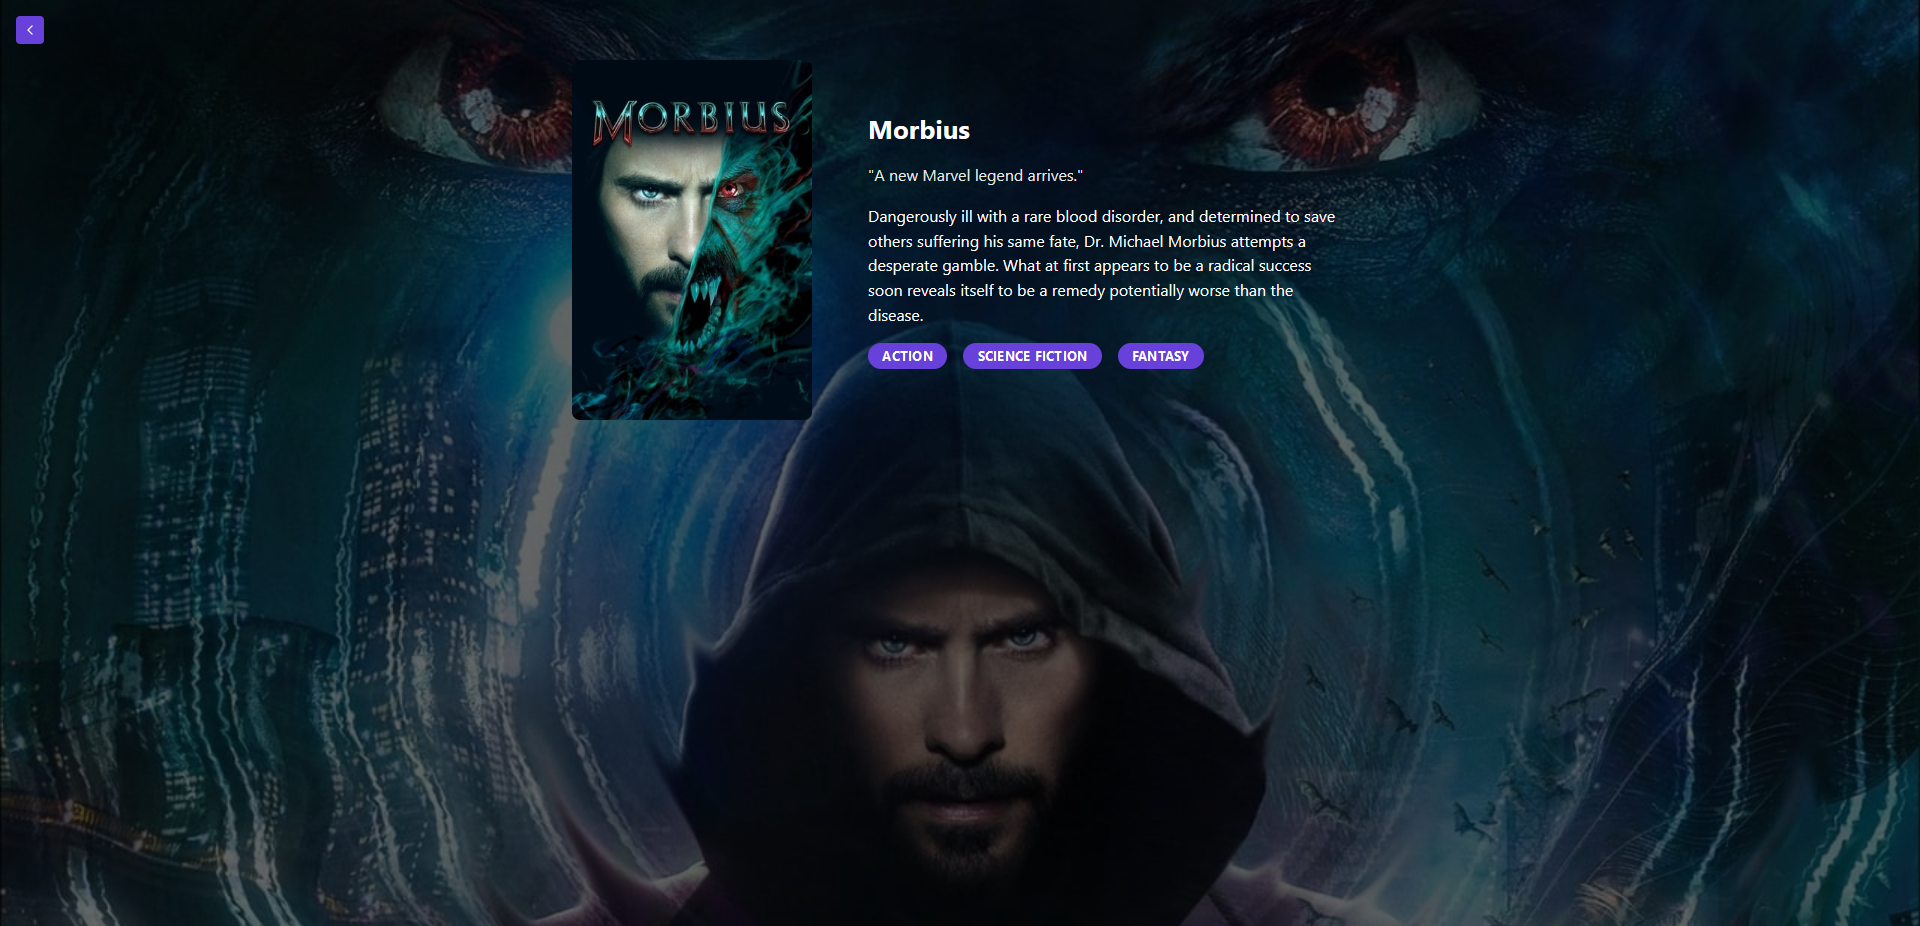 MORBIUS
Morbius
"A new Marvel legend arrives."
Dangerously ill with a rare blood disorder, and determined to save
others suffering his same fate, Dr. Michael Morbius attempts a
desperate gamble. What at first appears to be a radical success
soon reveals itself to be a remedy potentially worse than the
disease.
ACTION SCIENCE FICTION FANTASY